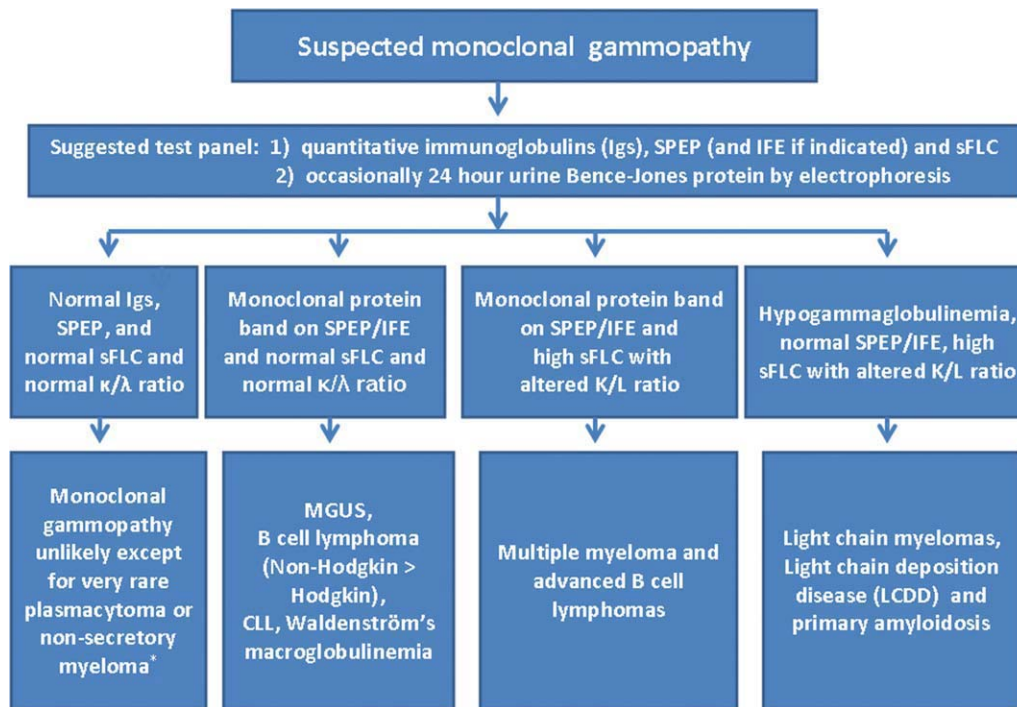 Suspected monoclonal gammopathy
Suggested test panel: 1) quantitative immunoglobulins (Igs), SPEP (and IFE if indicated) and sFLC
2) occasionally 24 hour urine Bence-Jones protein by electrophoresis
Normal Igs,
SPEP, and
normal sFLC and
normal κ/λ ratio
Monoclonal protein
band on SPEP/IFE
and normal sFLC and
normal κ/λ ratio
Monoclonal protein band
on SPEP/IFE and
high sFLC with
altered K/L ratio
Hypogammaglobulinemia,
normal SPEP/IFE, high
sFLC with altered K/L ratio
Monoclonal
gammopathy
unlikely except
for very rare
plasmacytoma or
non-secretory
myeloma*
MGUS,
B cell lymphoma
(Non-Hodgkin >
Hodgkin),
CLL, Waldenström’s
macroglobulinemia
Multiple myeloma and
advanced B cell
lymphomas
Light chain myelomas,
Light chain deposition
disease (LCDD) and
primary amyloidosis